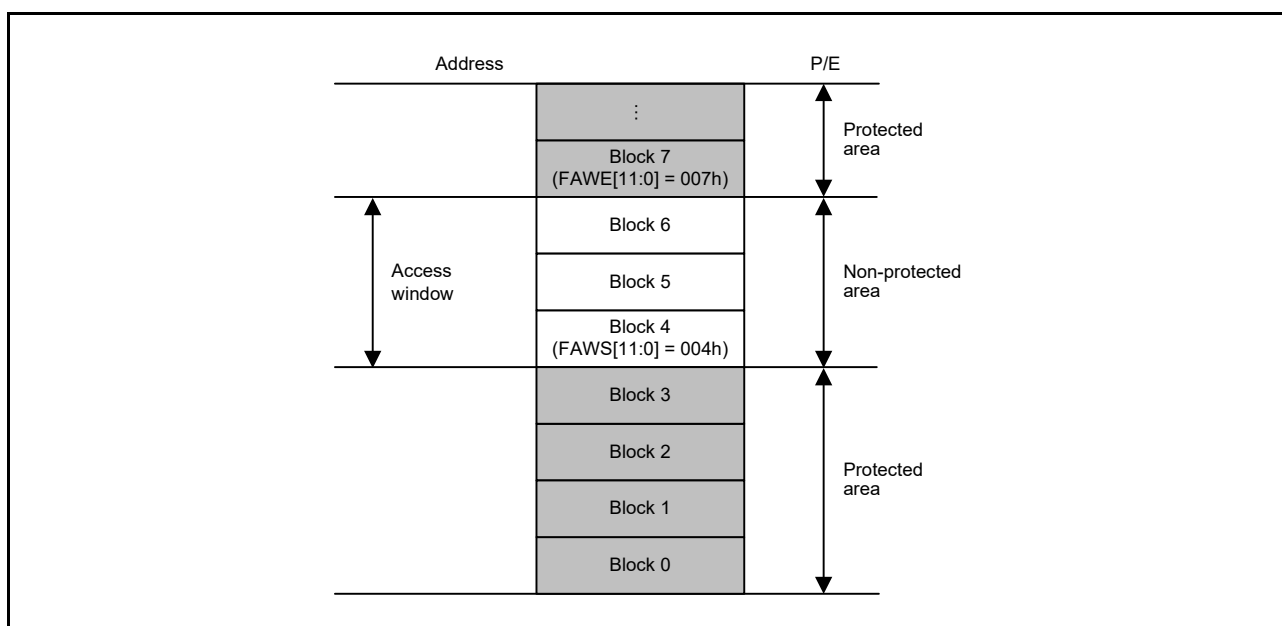 Address
P/E
⋮
Protected
area
Block 7
(FAWE[11:0] = 007h)
Block 6
Access
window
Block 5
Non-protected
area
Block 4
(FAWS[11:0] = 004h)
Block 3
Block 2
Protected
area
Block 1
Block 0